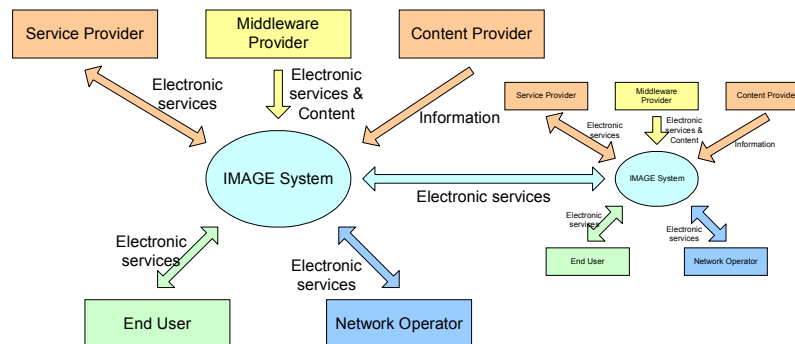 Service Provider
Middleware
Provider
Content Provider
Electronic
services
Electronic
services &
Content
Information
IMAGE System
Electronic services
Electronic
services
Electronic
services
End User
Network Operator
Service Provider
Middleware
Provider
Content Provider
Electronic
services
Electronic
services &
Content
Information
IMAGE System
Electronic
services
Electronic
services
End User
Network Operator